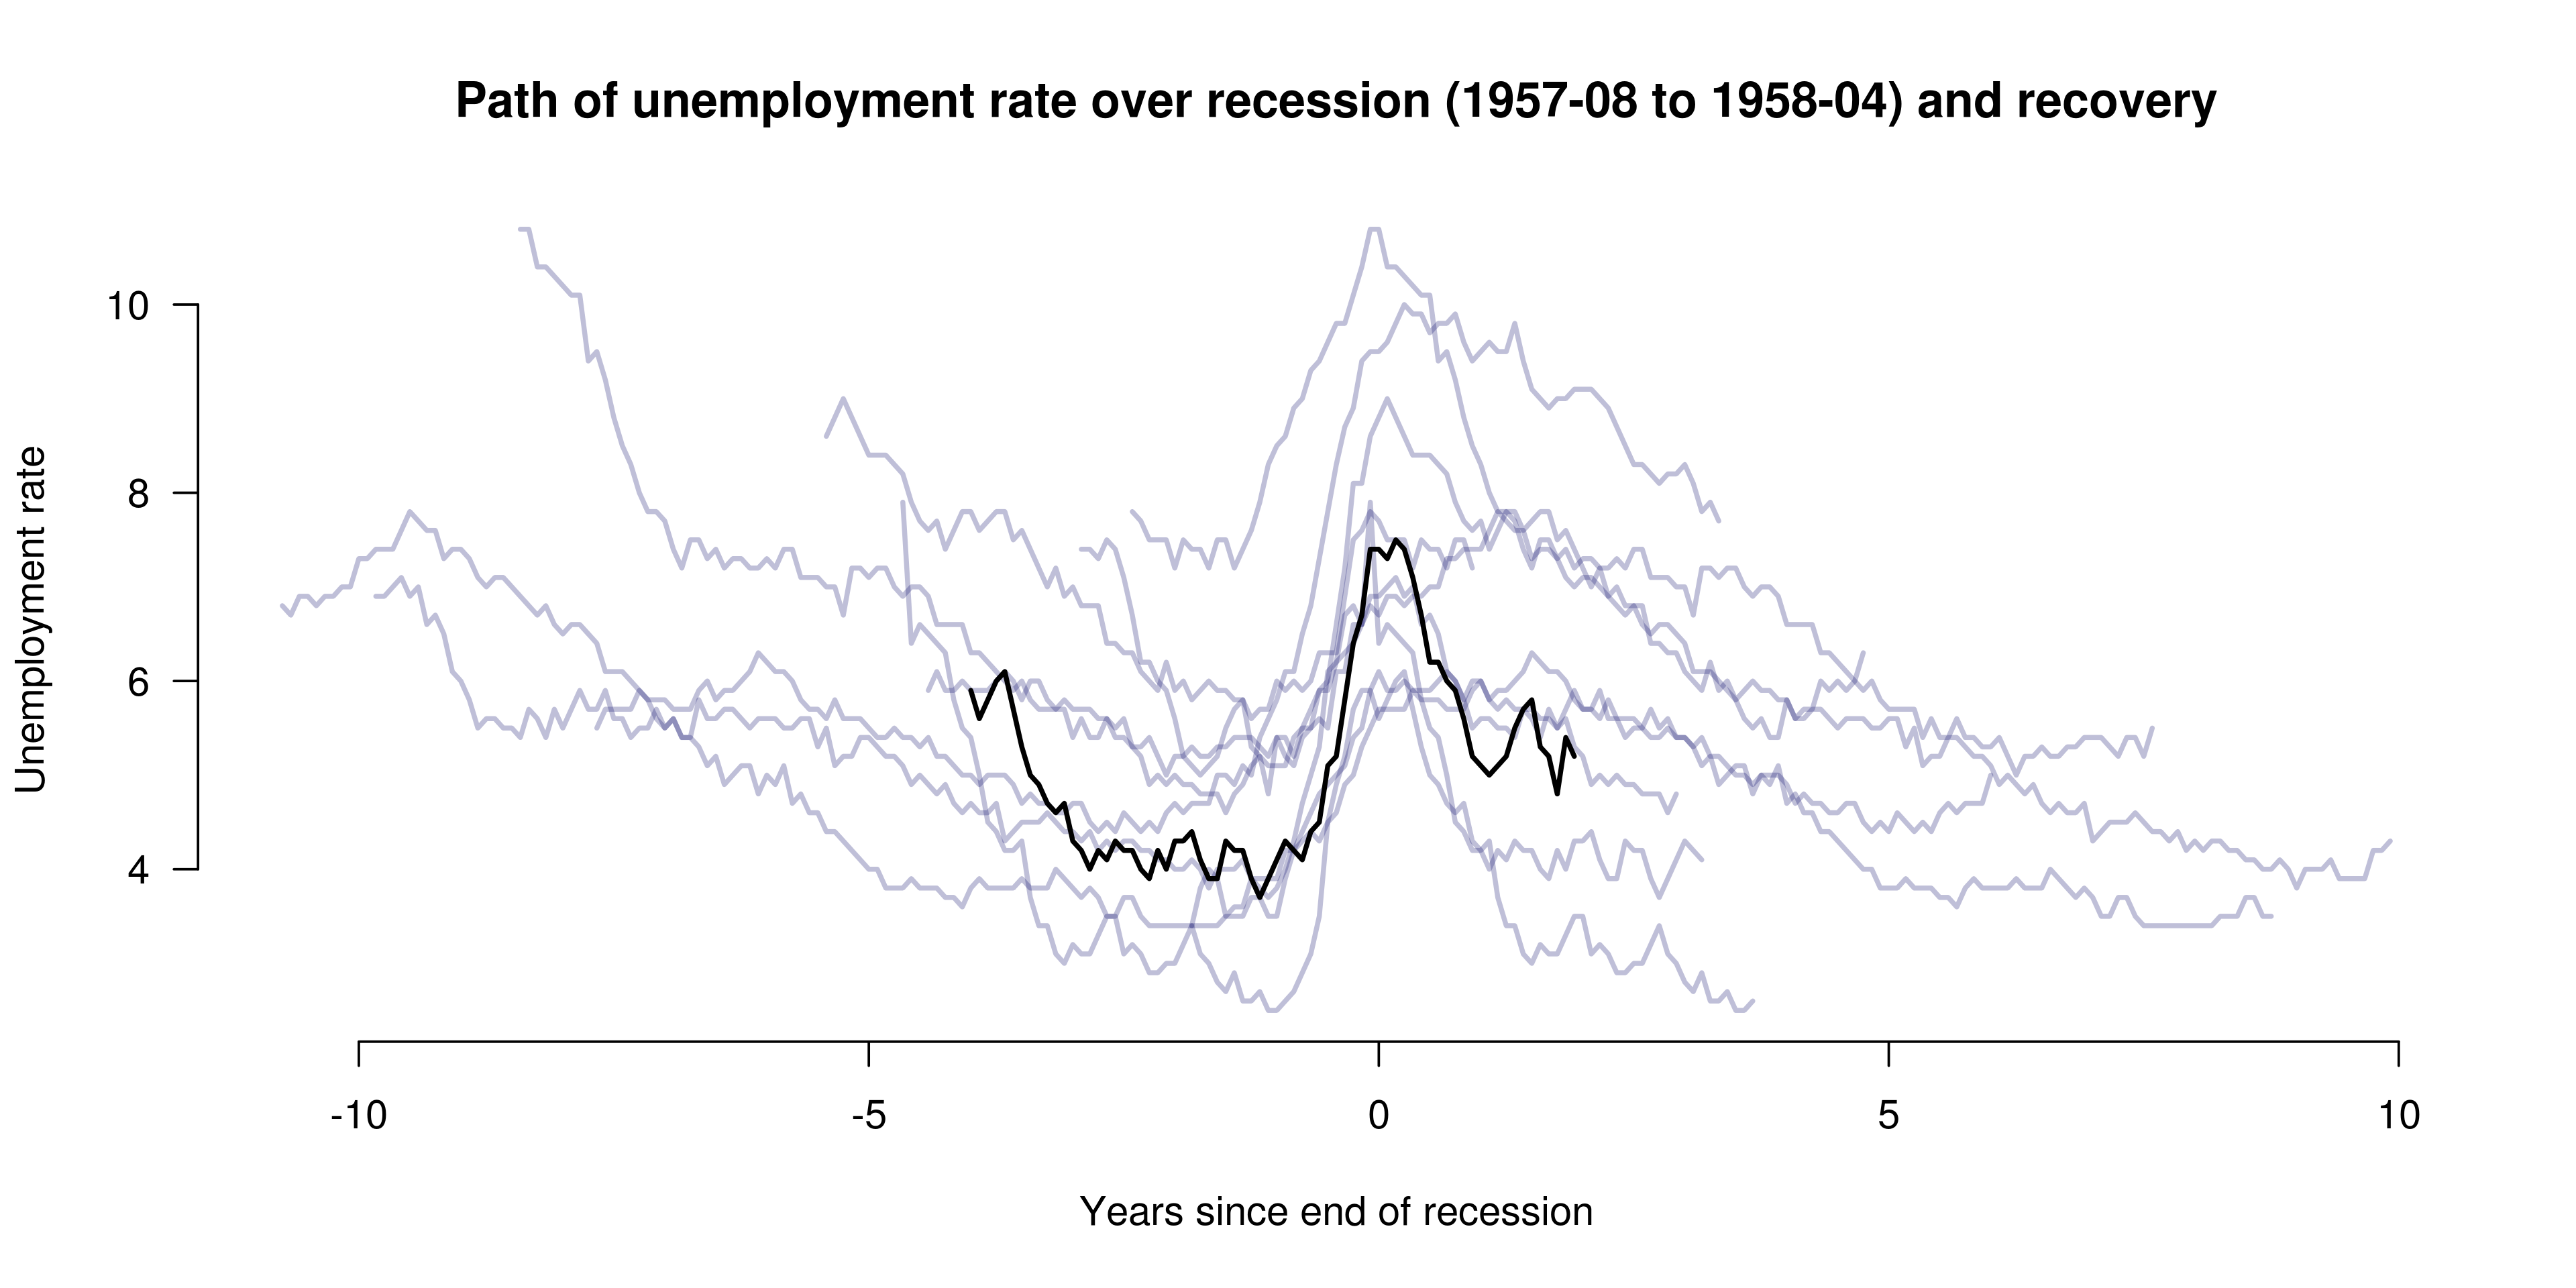 Path of unemployment rate over recession (1957-08 to 1958-04) and recovery
Unemployment rate
10
8
6
4
-10 -5 0 5 10
Years since end of recession